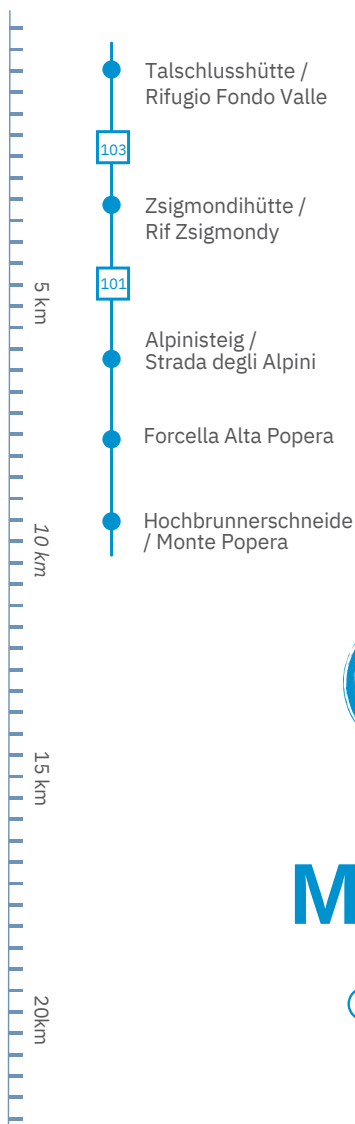 Talschlusshütte /
Rifugio Fondo Valle
103
Zsigmondihütte /
Rif Zsigmondy
101
5 km
Alpinisteig /
Strada degli Alpini
Forcella Alta Popera
Hochbrunnerschneide
/ Monte Popera
10 km
15 km
M
20km